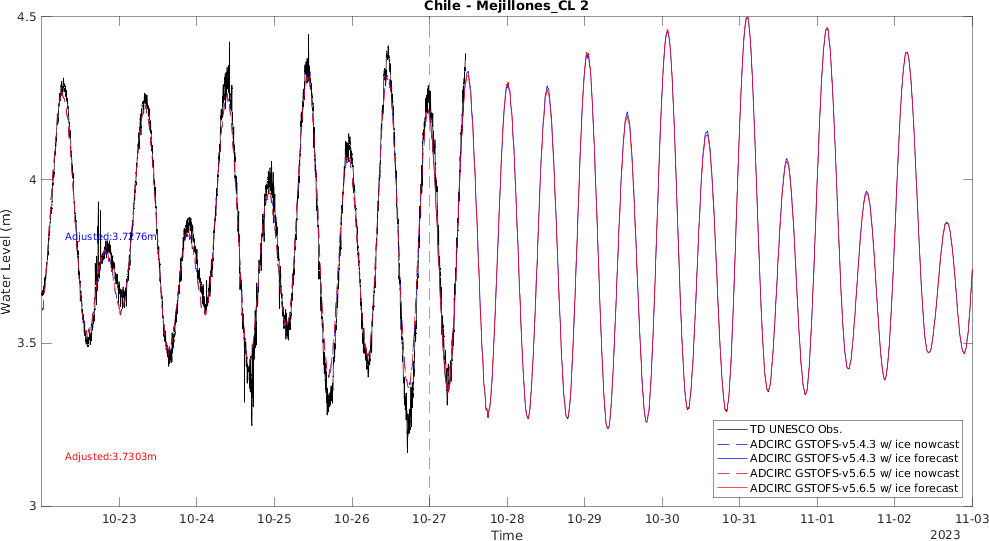 Chile - Mejillones_CL 2
4.5
4
3.5
3
Water Level (m)
Adjusted:3.7276m
Adjusted:3.7303m
TD UNESCO Obs.
ADCIRC GSTOFS-v5.4.3 w/ ice nowcast
ADCIRC GSTOFS-v5.4.3 w/ ice forecast
ADCIRC GSTOFS-v5.6.5 w/ ice nowcast
ADCIRC GSTOFS-v5.6.5 w/ ice forecast
10-23 10-24 10-25 10-26 10-27 10-28 10-29 10-30 10-31 11-01 11-02 11-03
Time
2023